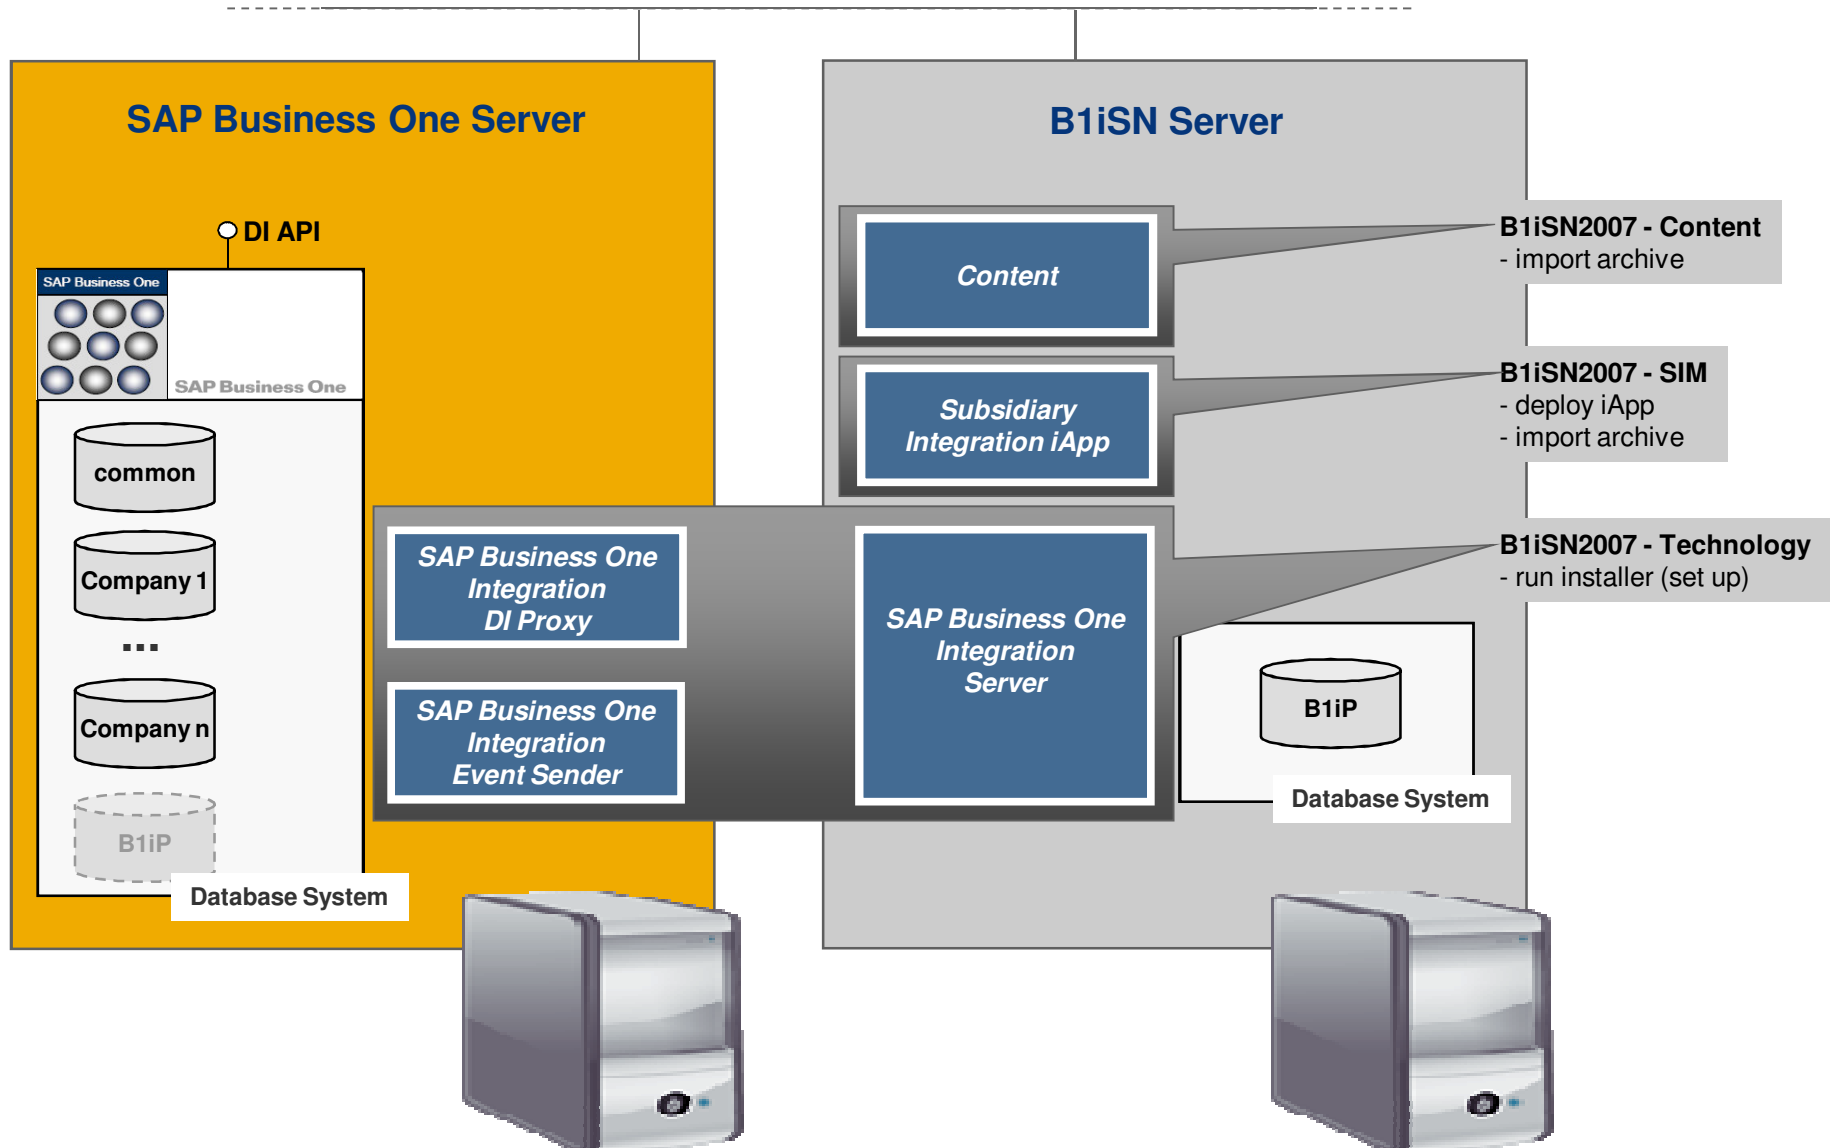 SAP Business One Server
DI API
SAP Business One
SAP Business One
common
Company 1
...
Company n
B1iP
Database System
SAP Business One
Integration
DI Proxy
SAP Business One
Integration
Event Sender
B1iSN Server
Content
Subsidiary
Integration iApp
SAP Business One
Integration
Server
B1iP
Database System
B1iSN2007 - Content
- import archive
B1iSN2007 - SIM
- deploy iApp
- import archive
B1iSN2007 - Technology
- run installer (set up)